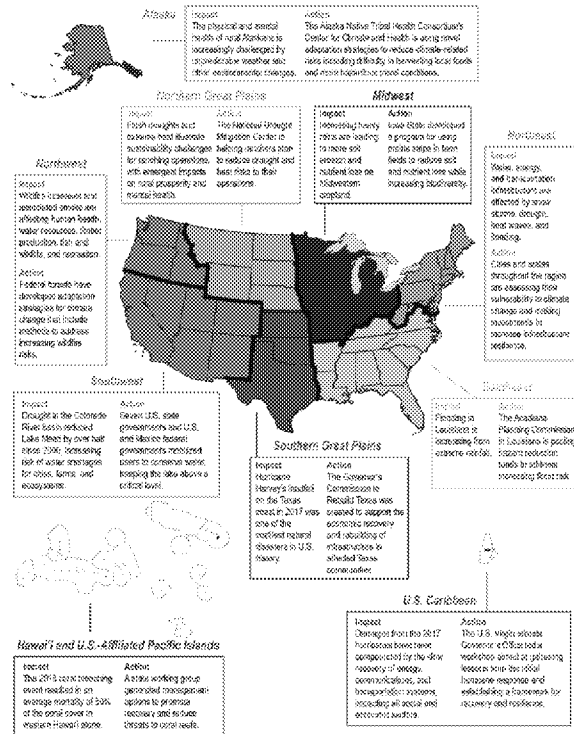 Alaska
Impact
The physical and mental
health of rural Alaskans is
increasingly challenged by
unpredictable weather and
other environmental changes.
Action
The Alaska Native Tribal Health Consortium's
Center for Climate and Health is using novel
adaptation strategies to reduce climate-related
risks including difficulty in harvesting local foods
and more hazardous travel conditions.
Northern Great Plains
Impact
Flash droughts and
extreme heat illustrate
sustainability challenges
for ranching operations,
with emergent impacts
on rural prosperity and
mental health.
Action
The National Drought
Mitigation Center is
helping ranchers plan
to reduce drought and
heat risks to their
operations.
Midwest
Impact
Increasing heavy
rains are leading
to more soil
erosion and
nutrient loss on
Midwestern
cropland.
Action
Iowa State developed
a program for using
prairie strips in farm
fields to reduce soil
and nutrient loss while
increasing biodiversity.
Northeast
Impact
Water, energy,
and transportation
infrastructure are
affected by snow
storms, drought,
heat waves, and
flooding.
Action
Cities and states
throughout the region
are assessing their
vulnerability to climate
change and making
investments to
increase infrastructure
resilience.
Northwest
Impact
Wildfire increases and
associated smoke are
affecting human health,
water resources, timber
production, fish and
wildlife, and recreation.
Action
Federal forests have
developed adaptation
strategies for climate
change that include
methods to address
increasing wildfire
risks.
Southwest
Impact
Drought in the Colorado
River basin reduced
Lake Mead by over half
since 2000, increasing
risk of water shortages
for cities, farms, and
ecosystems.
Action
Seven U.S. state
governments and U.S.
and Mexico federal
governments mobilized
users to conserve water,
keeping the lake above a
critical level.
Southern Great Plains
Impact
Hurricane
Harvey's landfall
on the Texas
coast in 2017 was
one of the
costliest natural
disasters in U.S.
history.
Action
The Governor's
Commission to
Rebuild Texas was
created to support the
economic recovery
and rebuilding of
infrastructure in
affected Texas
communities.
Southeast
Impact
Flooding in
Louisiana is
increasing from
extreme rainfall.
Action
The Acadiana
Planning Commission
in Louisiana is pooling
hazard reduction
funds to address
increasing flood risk.
Hawai'i and U.S.-Affiliated Pacific Islands
Impact
The 2015 coral bleaching
event resulted in an
average mortality of 50%
of the coral cover in
western Hawai'i alone.
Action
A state working group
generated management
options to promote
recovery and reduce
threats to coral reefs.
U.S. Caribbean
Impact
Damages from the 2017
hurricanes have been
compounded by the slow
recovery of energy,
communications, and
transportation systems,
impacting all social and
economic sectors.
Action
The U.S. Virgin Islands
Governor's Office led a
workshop aimed at gathering
lessons from the initial
hurricane response and
establishing a framework for
recovery and resilience.